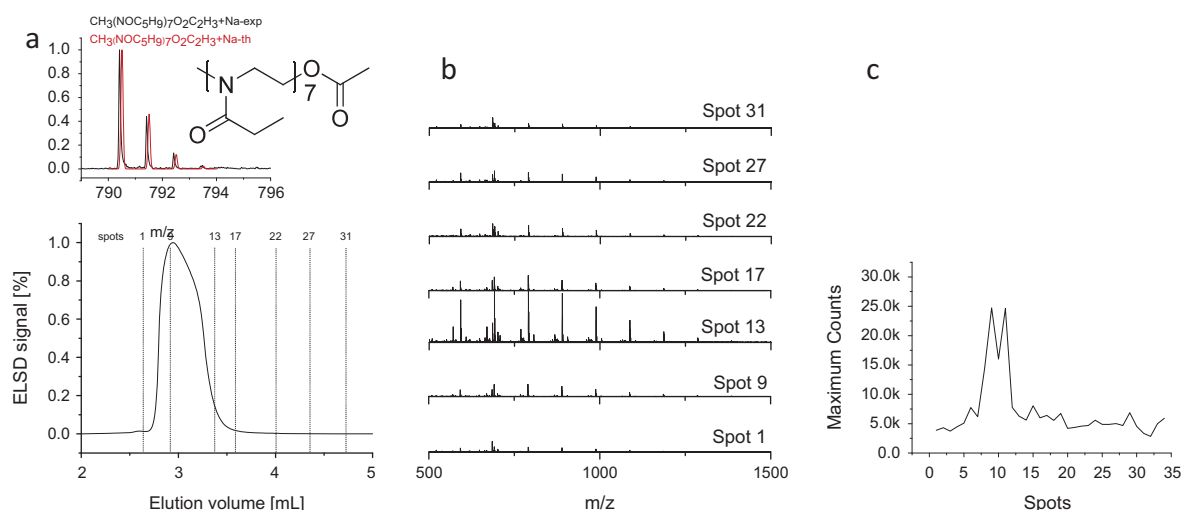 a
CH3(NOC5H9)7O2C2H3+Na-exp
CH3(NOC5H9)7O2C2H3+Na-th
1.0
0.8
0.6
0.4
0.2
0.0
790
792
794
796
m/z
N
O
O
O
7
spots
1
9
13
17
22
27
31
1.0
0.8
0.6
0.4
0.2
0.0
ELSD signal [%]
2
3
4
5
Elution volume [mL]
b
Spot 31
Spot 27
Spot 22
Spot 17
Spot 13
Spot 9
Spot 1
500
1000
1500
m/z
c
30.0k
25.0k
20.0k
15.0k
10.0k
5.0k
0.0
Maximum Counts
0
5
10
15
20
25
30
35
Spots